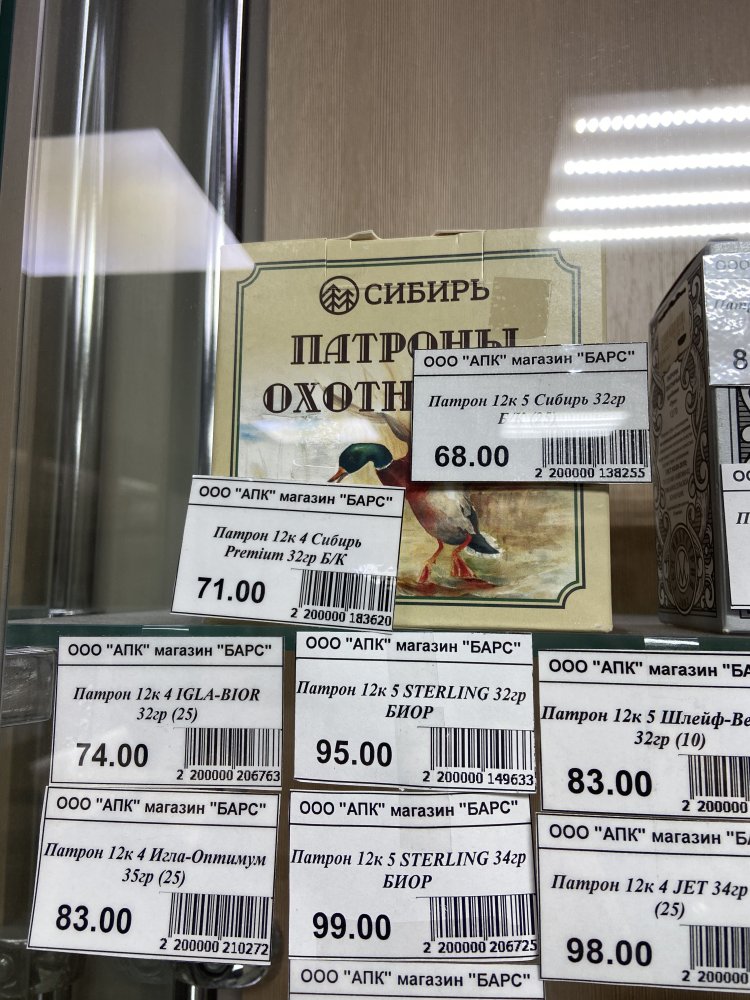 СИБИРЬ
ПАТРОНЫ
ООО "АПК" магазин "БАРС"
Патрон 12к 5 Сибирь 32гр
68.00
2 200000 138255
ООО "АПК" магазин "БАРС"
Патрон 12к 4 Сибирь
Premium 32гр Б/К
71.00
2 200000 183620
ООО "АПК" магазин "БАРС"
Патрон 12к 4 IGLA-BIOR
32гр (25)
74.00
2 200000 206763
ООО "АПК" магазин "БАРС"
Патрон 12к 5 STERLING 32гр
БИОР
95.00
2 200000 149633
ООО "АПК" магазин
Патрон 12к 5 Шлейф-Ве
32гр (10)
83.00
2 200000
ООО "АПК" магазин "БАРС"
Патрон 12к 4 Игла-Оптимум
35гр (25)
83.00
2 200000 210272
ООО "АПК" магазин "БАРС"
Патрон 12к 5 STERLING 34гр
БИОР
99.00
2 200000 206725
ООО "АПК" магазин
Патрон 12к 4 JET 34гр
(25)
98.00
2 200000
ООО "АПК" магазин "БАРС"